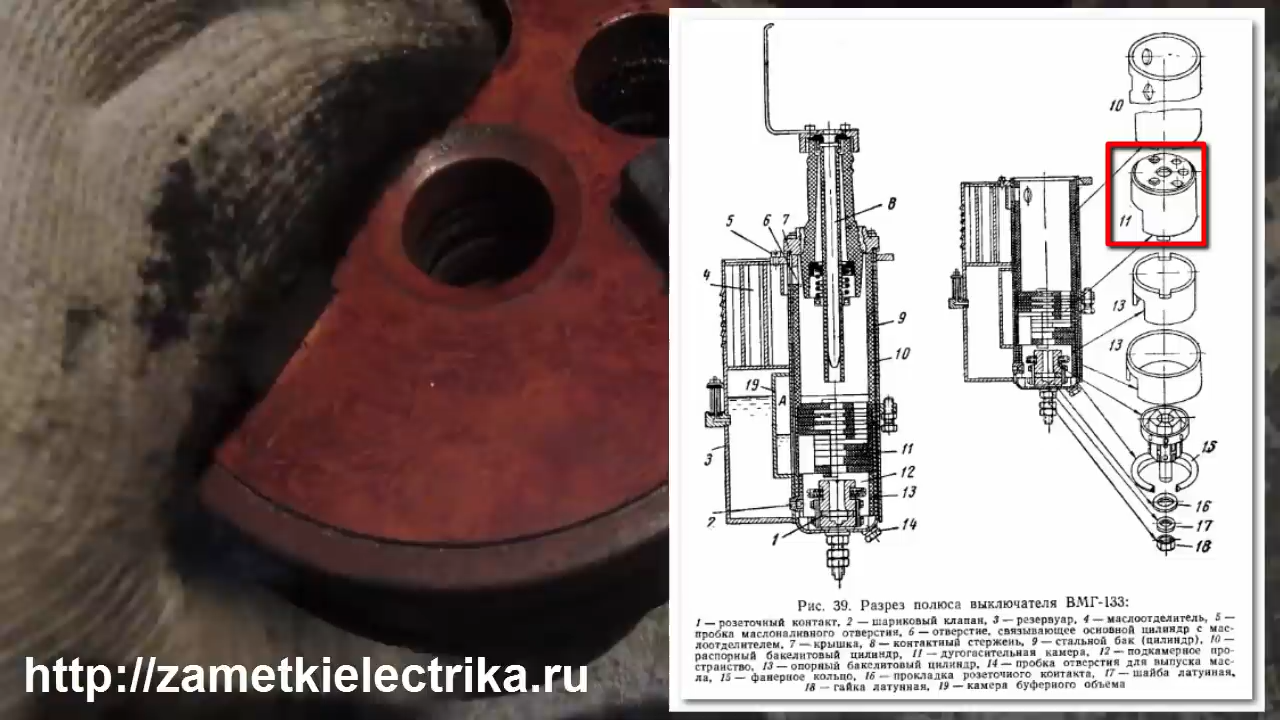 10
11
13
13
15
16
17
18
5
6
7
8
4
9
10
19
А
3
11
12
13
2
1
14
Рис. 39. Разрез полюса выключателя ВМГ-133:
1 — розеточный контакт, 2 — шариковый клапан, 3 — резервуар, 4 — маслоотделитель, 5 —
пробка маслоналивного отверстия, 6 — отверстие, связывающее основной цилиндр с мас-
лоотделителем, 7 — крышка, 8 — контактный стержень, 9 — стальной бак (цилиндр), 10 —
распорный бакелитовый цилиндр, 11 — дугогасительная камера, 12 — подкамерное про-
странство, 13 — опорный бакелитовый цилиндр, 14 — пробка отверстия для выпуска мас-
ла, 15 — фанерное кольцо, 16 — прокладка розеточного контакта, 17 — шайба латунная,
18 — гайка латунная, 19 — камера буферного объема
http://zametkielectrika.ru